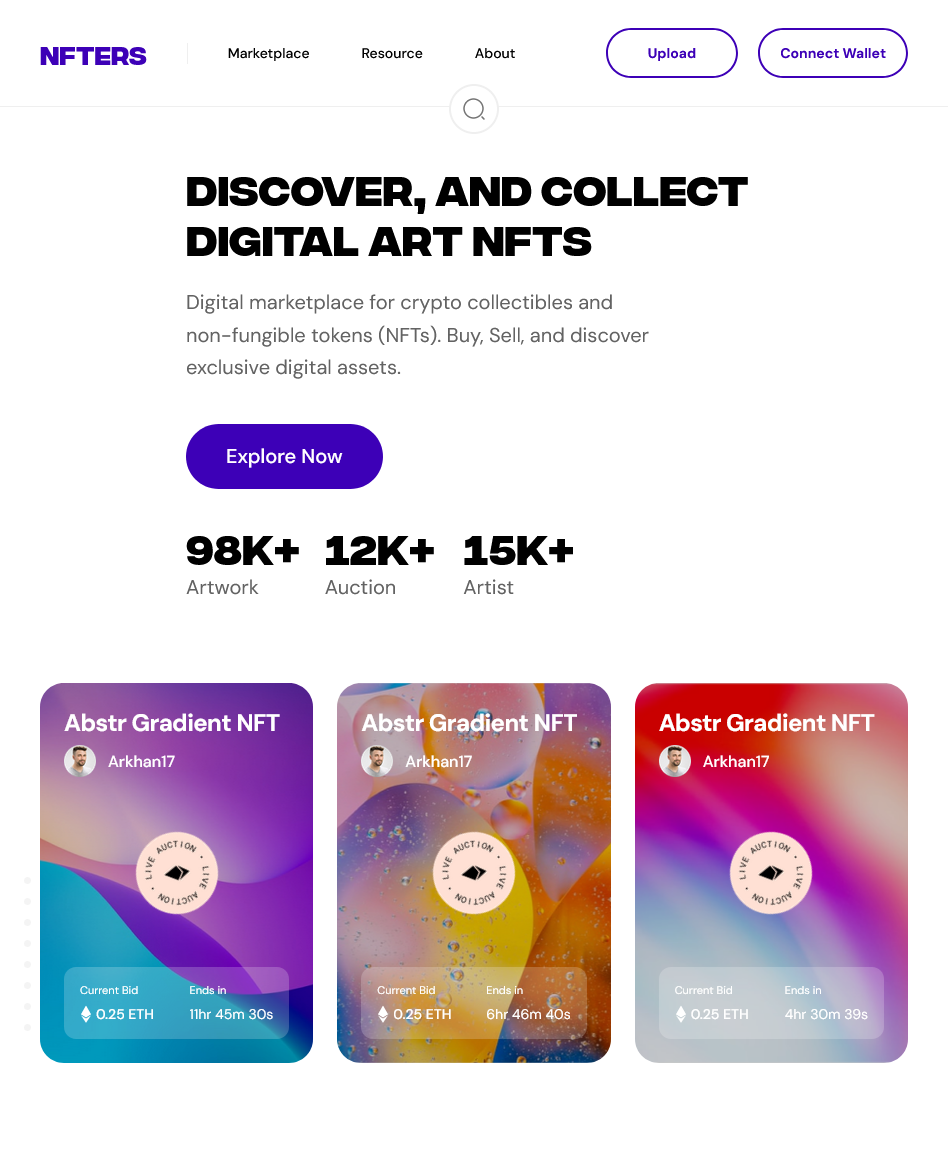 NFTERS
Marketplace
Resource
About
Upload
Connect Wallet
DISCOVER, AND COLLECT
DIGITAL ART NFTS
Digital marketplace for crypto collectibles and
non-fungible tokens (NFTs). Buy, Sell, and discover
exclusive digital assets.
Explore Now
98K+
Artwork
12K+
Auction
15K+
Artist
Abstr Gradient NFT
Arkhan17
LIVE AUCTION • LIVE AUCTION •
Current Bid
0.25 ETH
Ends in
11hr 45m 30s
Abstr Gradient NFT
Arkhan17
LIVE AUCTION • LIVE AUCTION •
Current Bid
0.25 ETH
Ends in
6hr 46m 40s
Abstr Gradient NFT
Arkhan17
LIVE AUCTION • LIVE AUCTION •
Current Bid
0.25 ETH
Ends in
4hr 30m 39s